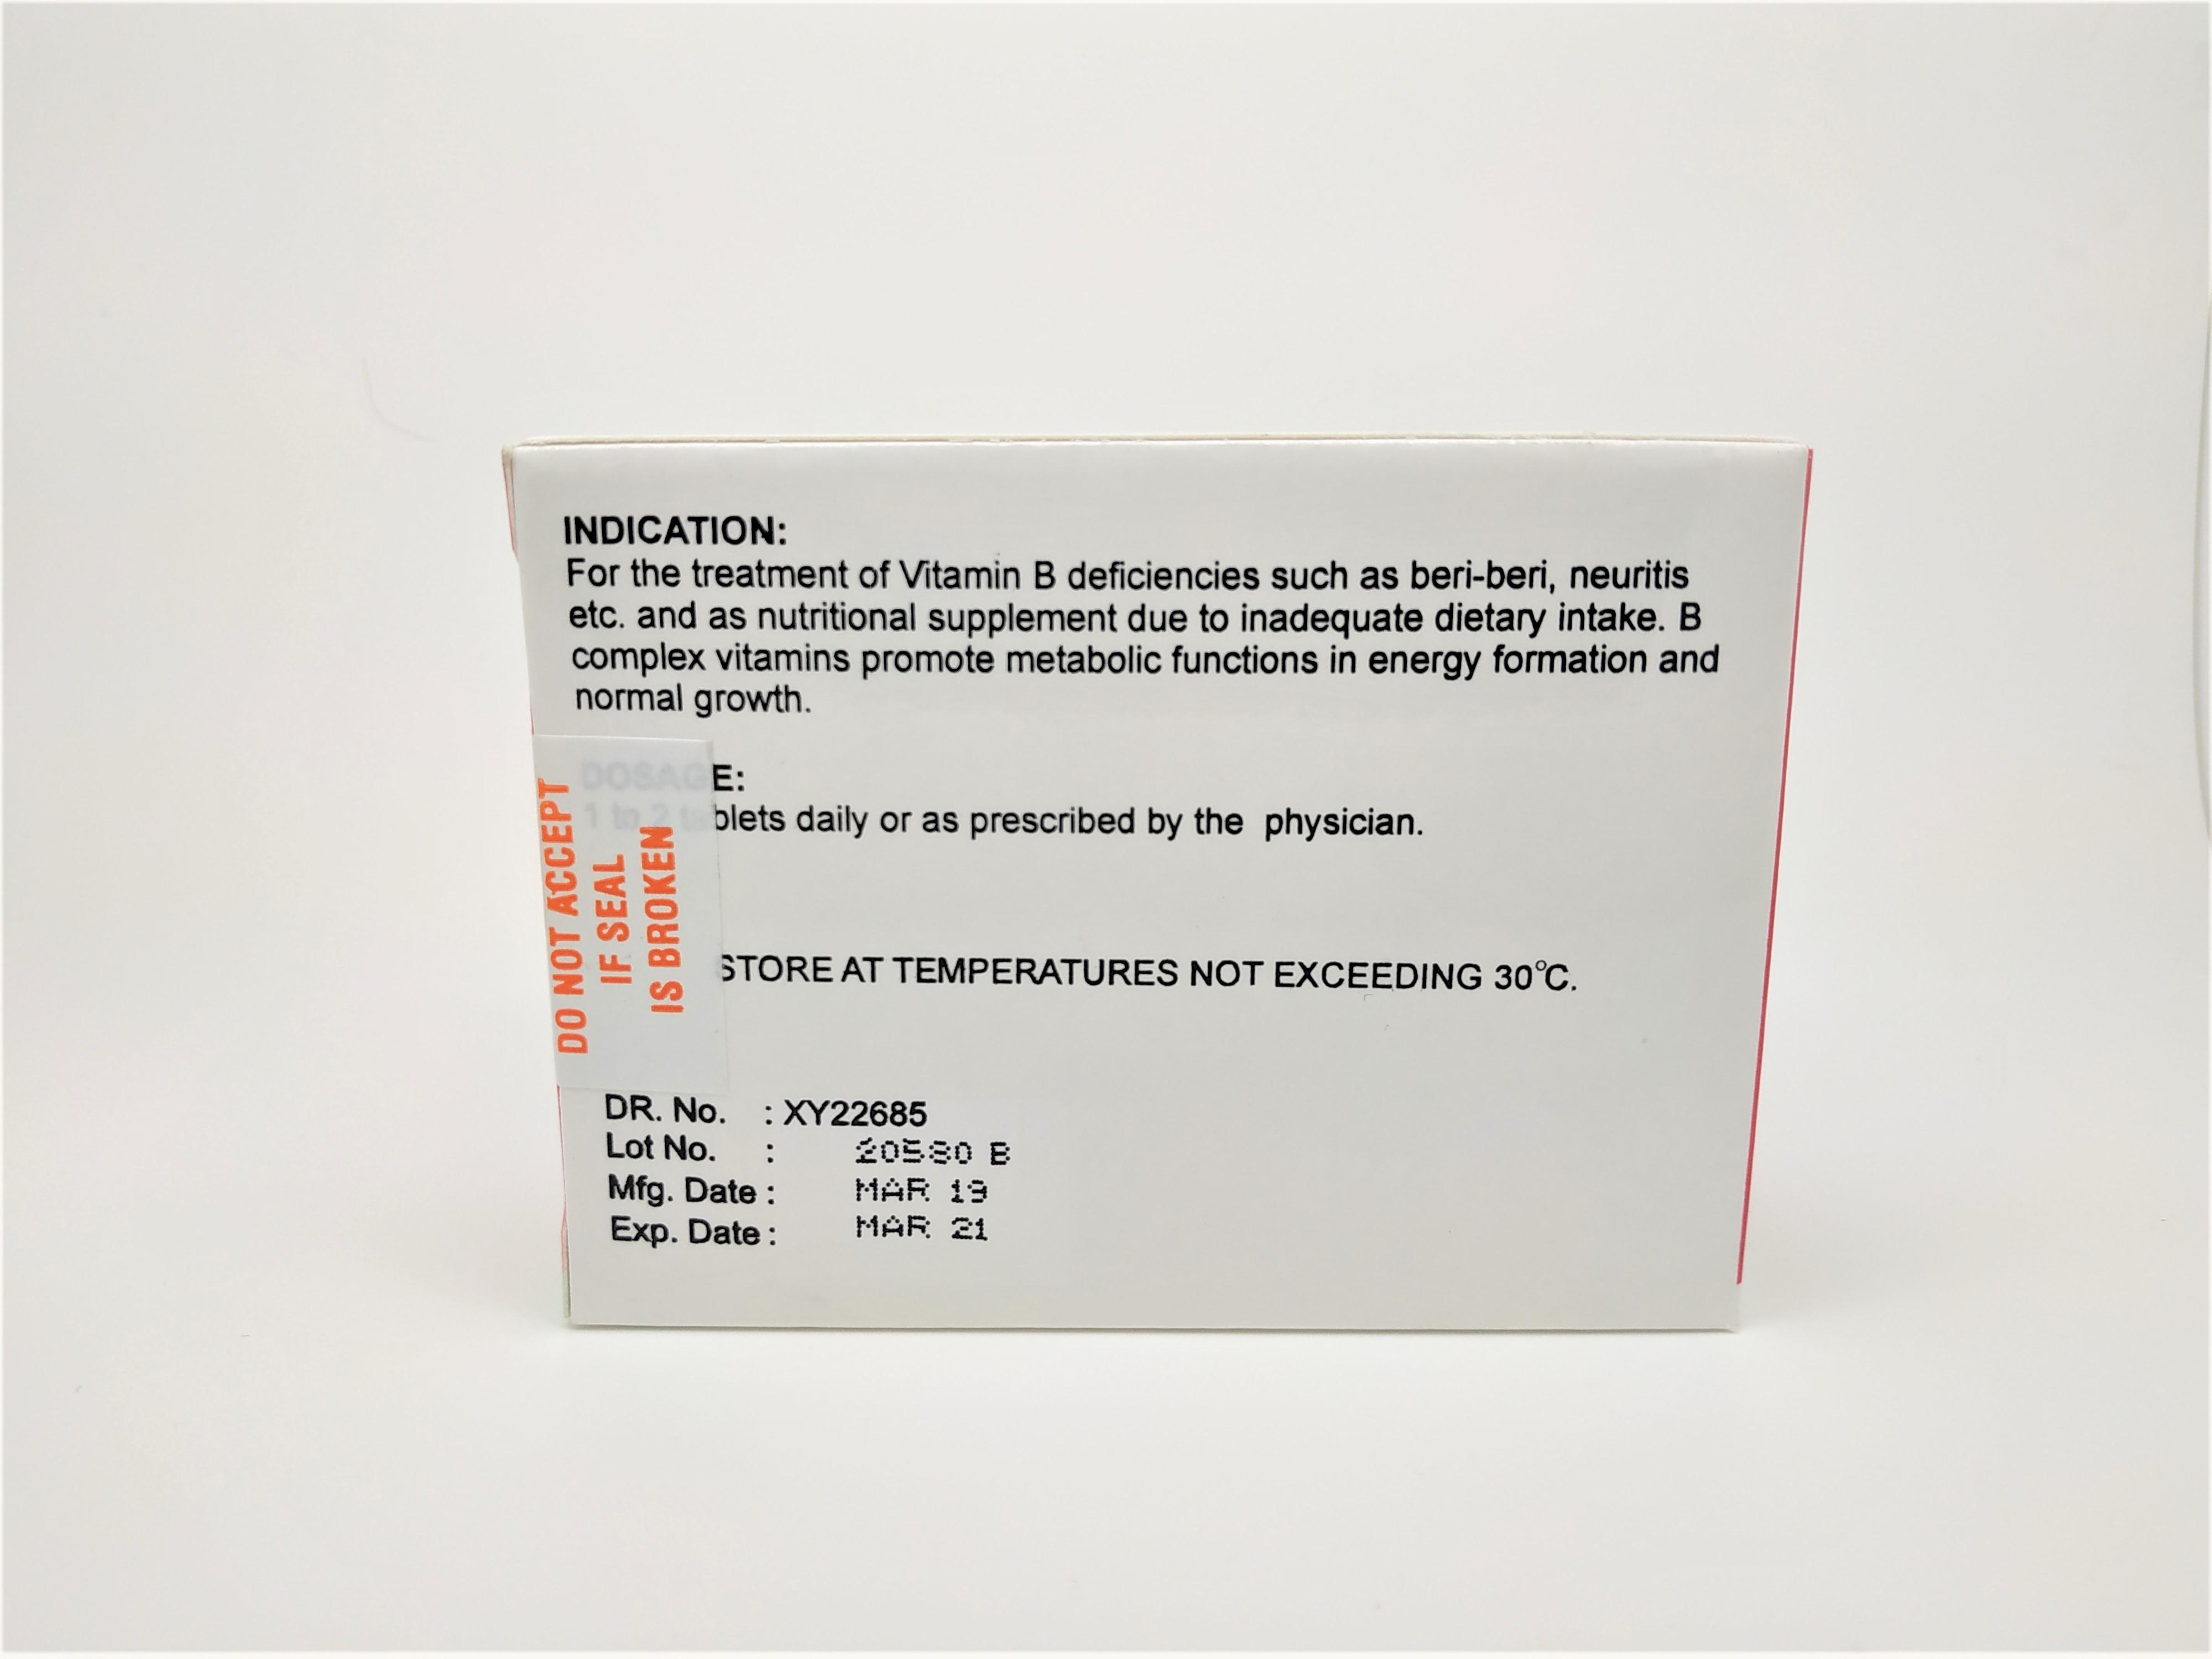 INDICATION:
For the treatment of Vitamin B deficiencies such as beri-beri, neuritis
etc. and as nutritional supplement due to inadequate dietary intake. B
complex vitamins promote metabolic functions in energy formation and
normal growth.
DOSAGE:
1 to 2 tablets daily or as prescribed by the physician.
DO NOT ACCEPT
IF SEAL
IS BROKEN
STORE AT TEMPERATURES NOT EXCEEDING 30°C.
DR. No. : XY22685
Lot No. : 20580 B
Mfg. Date : MAR 19
Exp. Date : MAR 21